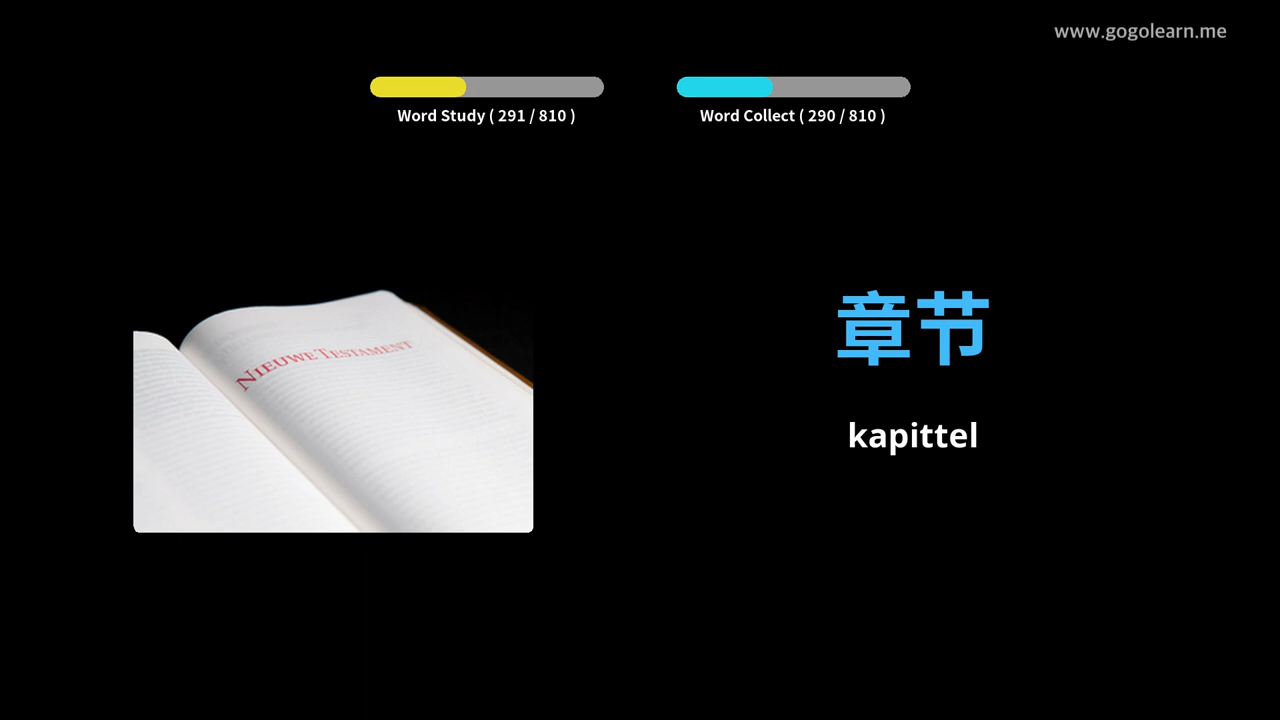 www.gogolearn.me
Word Study ( 291 / 810 )
Word Collect ( 290 / 810 )
NIEUWE TESTAMENT
章节
kapittel